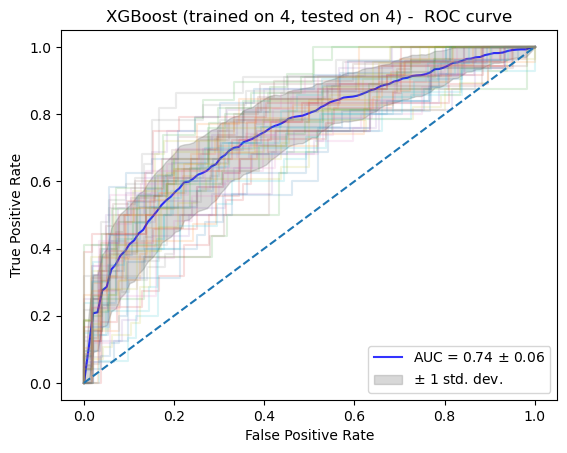 XGBoost (trained on 4, tested on 4) -  ROC curve
True Positive Rate
1.0
0.8
0.6
0.4
0.2
0.0
0.0 0.2 0.4 0.6 0.8 1.0
False Positive Rate
AUC = 0.74 ± 0.06
± 1 std. dev.